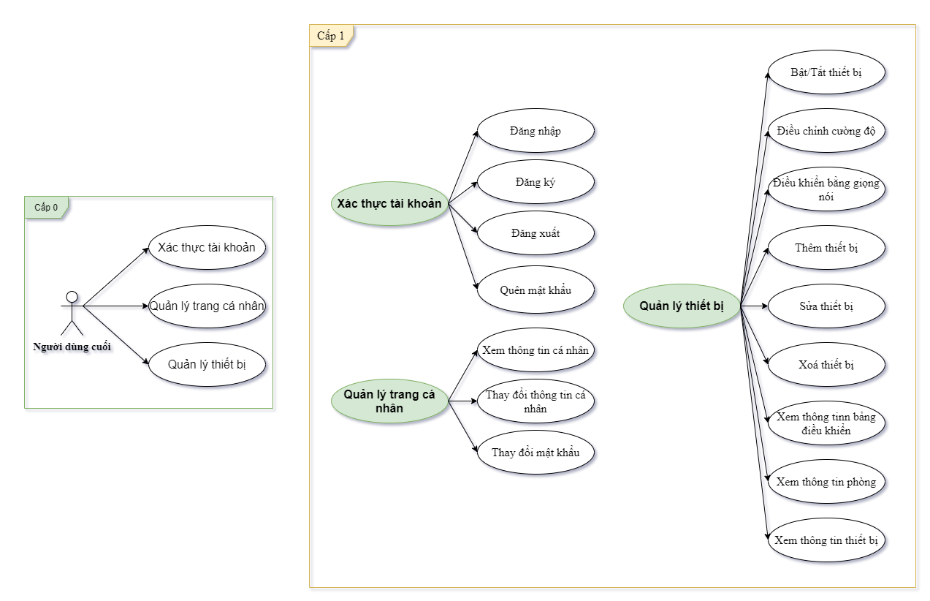 Cấp 0
Xác thực tài khoản
Quản lý trang cá nhân
Người dùng cuối
Quản lý thiết bị
Cấp 1
Xác thực tài khoản
Đăng nhập
Đăng ký
Đăng xuất
Quên mật khẩu
Quản lý trang cá
nhân
Xem thông tin cá nhân
Thay đổi thông tin cá
nhân
Thay đổi mật khẩu
Quản lý thiết bị
Bật/Tắt thiết bị
Điều chỉnh cường độ
Điều khiển bằng giọng
nói
Thêm thiết bị
Sửa thiết bị
Xoá thiết bị
Xem thông tinn bảng
điều khiển
Xem thông tin phòng
Xem thông tin thiết bị